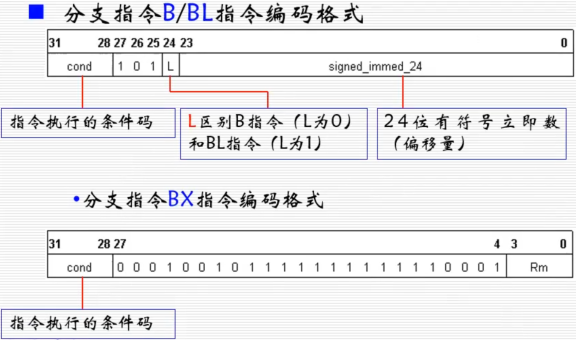 ■ 分支指令B/BL指令编码格式
31 28 27 26 25 24 23 0
cond 1 0 1 L signed_immed_24
指令执行的条件码
L区别B指令（L为0）
和BL指令（L为1）
24位有符号立即数
（偏移量）
•分支指令BX指令编码格式
31 28 27 4 3 0
cond 0 0 0 1 0 0 1 0 1 1 1 1 1 1 1 1 1 1 1 1 0 0 0 1 Rm
指令执行的条件码